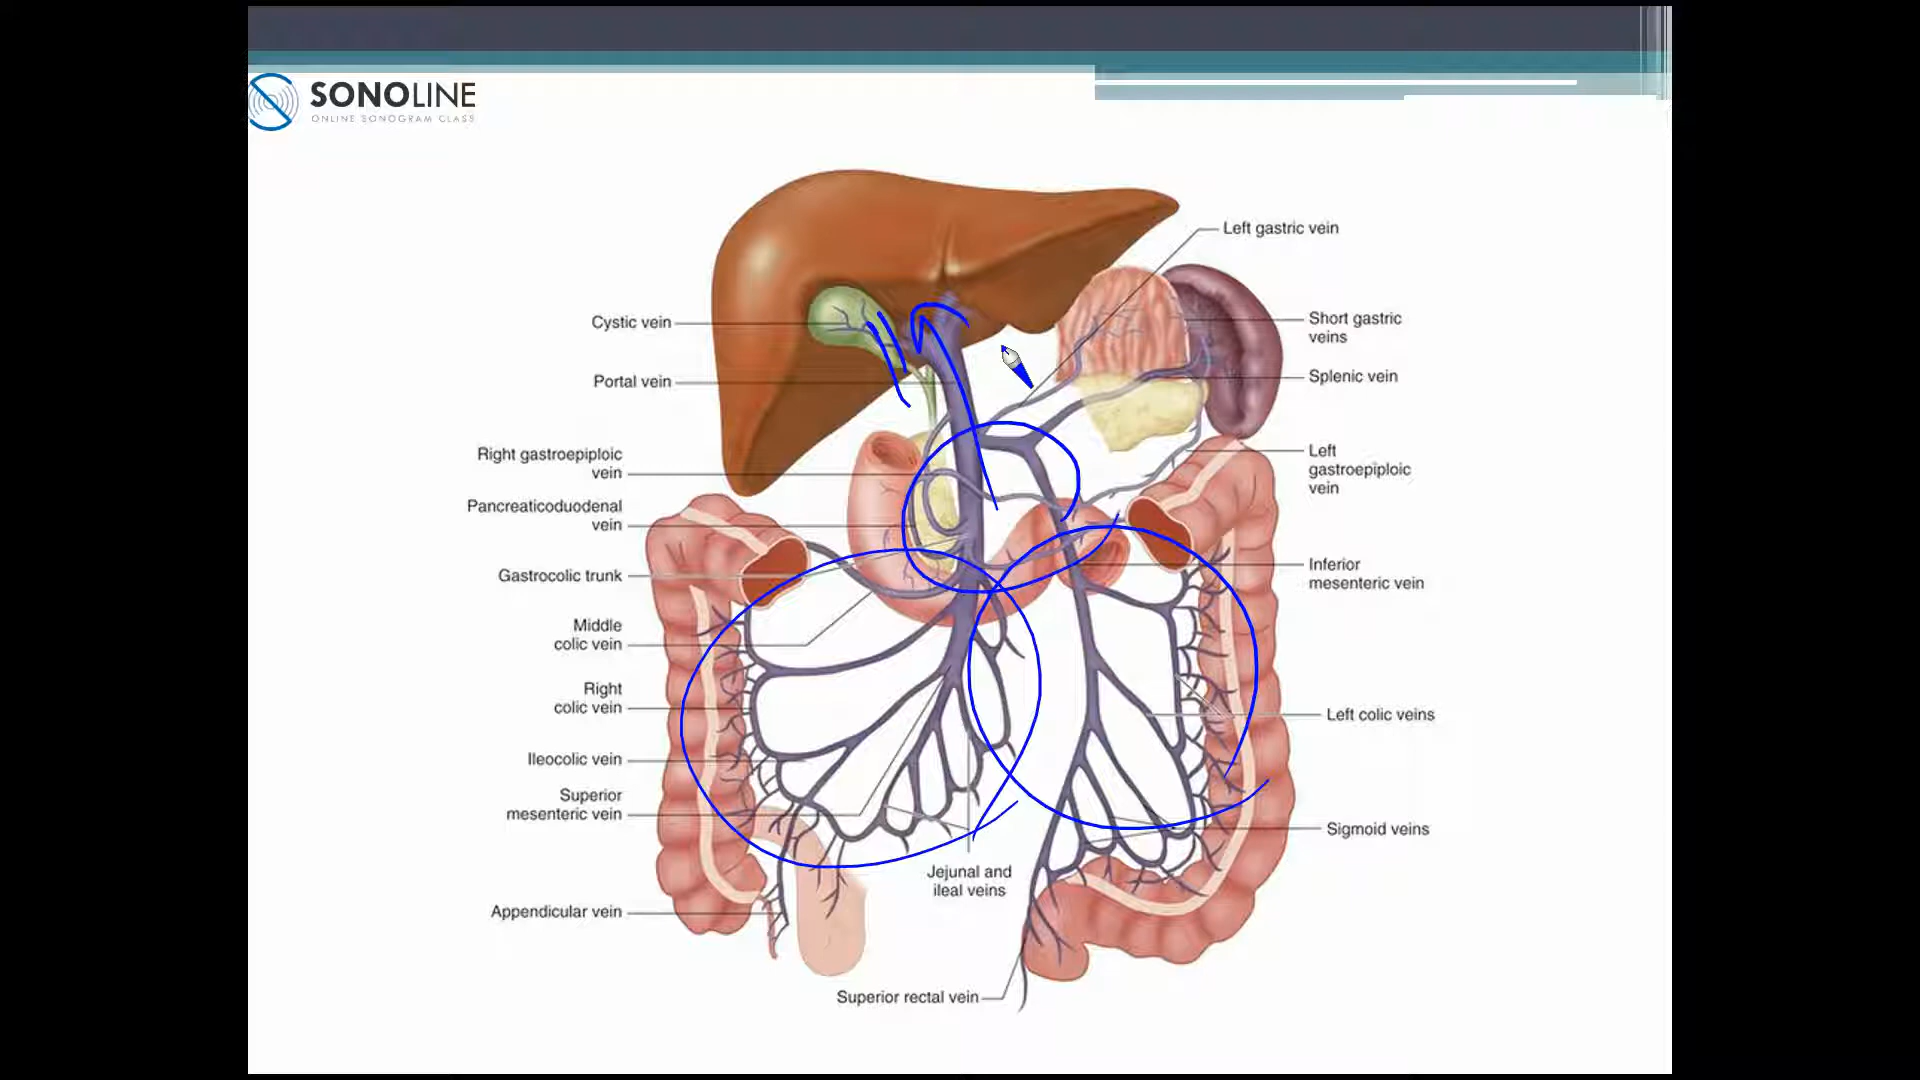 SONOLINE
ONLINE SONOGRAM CLASS
Left gastric vein
Cystic vein
Short gastric
veins
Portal vein
Splenic vein
Right gastroepiploic
vein
Left
gastroepiploic
vein
Pancreaticoduodenal
vein
Gastrocolic trunk
Inferior
mesenteric vein
Middle
colic vein
Right
colic vein
Left colic veins
Ileocolic vein
Superior
mesenteric vein
Sigmoid veins
Jejunal and
ileal veins
Appendicular vein
Superior rectal vein